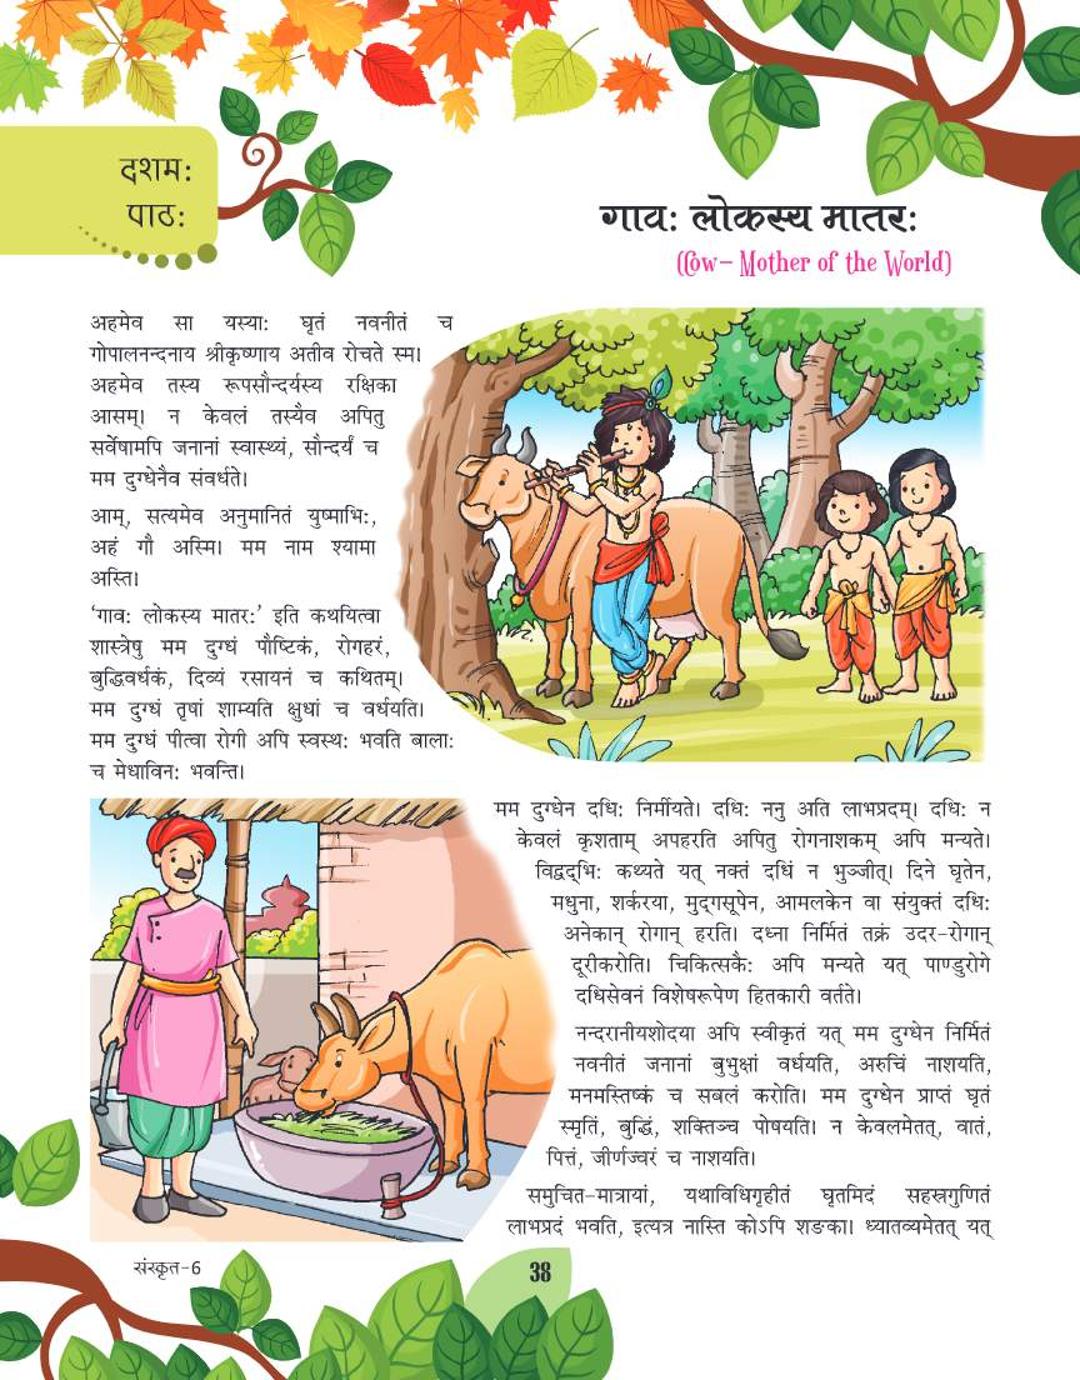 दशम:
पाठ:
गाव: लोकस्य मातर:
(Cow– Mother of the World)
अहमेव सा यस्या: घृतं नवनीतं च
गोपालनन्दनाय श्रीकृष्णाय अतीव रोचते स्म।
अहमेव तस्य रूपसौन्दर्यस्य रक्षिका
आसम्। न केवलं तस्यैव अपितु
सर्वेषामपि जनानां स्वास्थ्यं, सौन्दर्यं च
मम दुग्धेनैव संवर्धते।
आम्, सत्यमेव अनुमानितं युष्माभि:,
अहं गौ अस्मि। मम नाम श्यामा
अस्ति।
‘गाव: लोकस्य मातर:’ इति कथयित्वा
शास्त्रेषु मम दुग्धं पौष्टिकं, रोगहरं,
बुद्धिवर्धकं, दिव्यं रसायनं च कथितम्।
मम दुग्धं तृषां शाम्यति क्षुधां च वर्धयति।
मम दुग्धं पीत्वा रोगी अपि स्वस्थ: भवति बाला:
च मेधाविन: भवन्ति।
मम दुग्धेन दधि: निर्मीयते। दधि: ननु अति लाभप्रदम्। दधि: न
केवलं कृशताम् अपहरति अपितु रोगनाशकम् अपि मन्यते।
विद्वद्भि: कथ्यते यत् नक्तं दधिं न भुञ्जीत्। दिने घृतेन,
मधुना, शर्करया, मुद्गसूपेन, आमलकेन वा संयुक्तं दधि:
अनेकान् रोगान् हरति। दध्ना निर्मितं तक्रं उदर-रोगान्
दूरीकरोति। चिकित्सकै: अपि मन्यते यत् पाण्डुरोगे
दधिसेवनं विशेषरूपेण हितकारी वर्तते।
नन्दरानीयशोदया अपि स्वीकृतं यत् मम दुग्धेन निर्मितं
नवनीतं जनानां बुभुक्षां वर्धयति, अरुचिं नाशयति,
मनमस्तिष्कं च सबलं करोति। मम दुग्धेन प्राप्तं घृतं
स्मृतिं, बुद्धिं, शक्तिञ्च पोषयति। न केवलमेतत्, वातं,
पित्तं, जीर्णज्वरं च नाशयति।
समुचित-मात्रायां, यथाविधिगृहीतं घृतमिदं सहस्रगुणितं
लाभप्रदं भवति, इत्यत्र नास्ति कोऽपि शङका। ध्यातव्यमेतत् यत्
संस्कृत-6
38